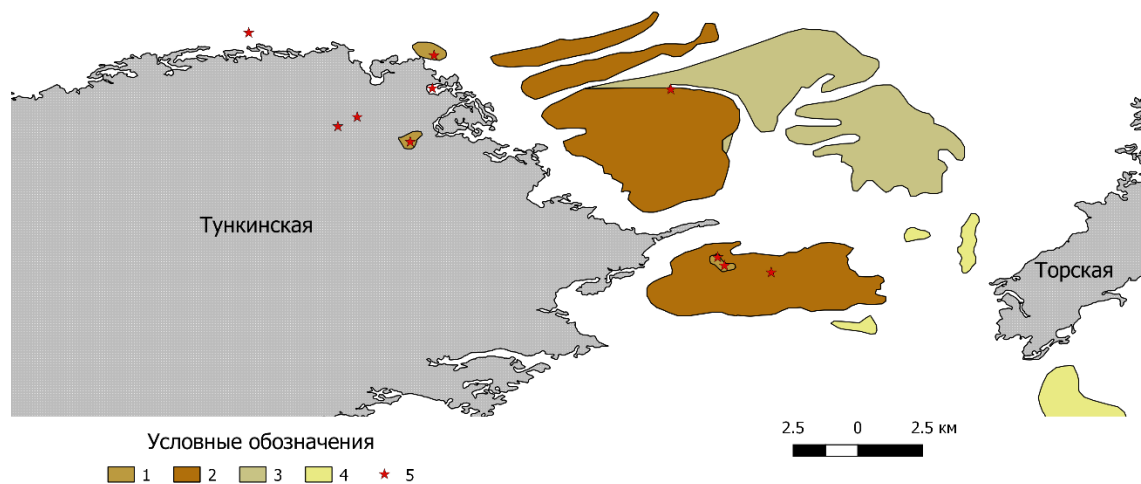 Тункинская
Торская
2.5 0 2.5 км
Условные обозначения
1 2 3 4 5